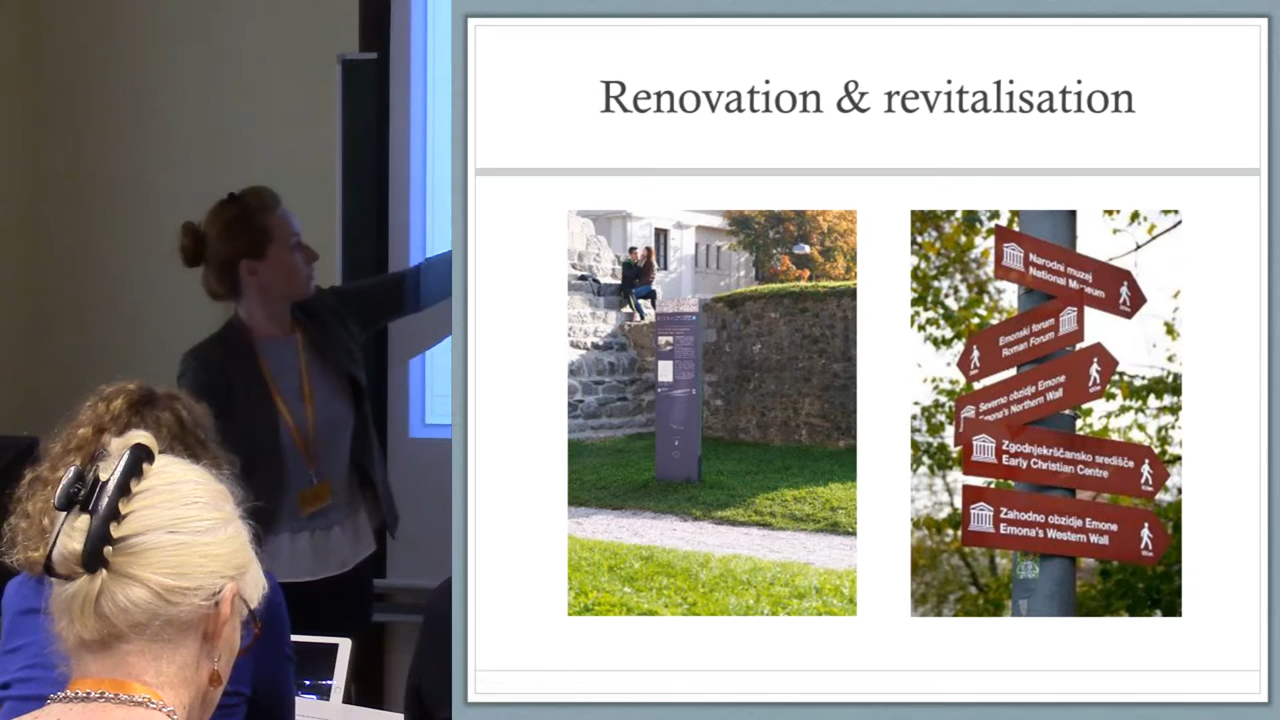 Renovation & revitalisation
Narodni muzej
National Museum
Emonski forum
Roman Forum
Severno obzidje Emone
Emona's Northern Wall
Zgodnjekrščansko središče
Early Christian Centre
Zahodno obzidje Emone
Emona's Western Wall